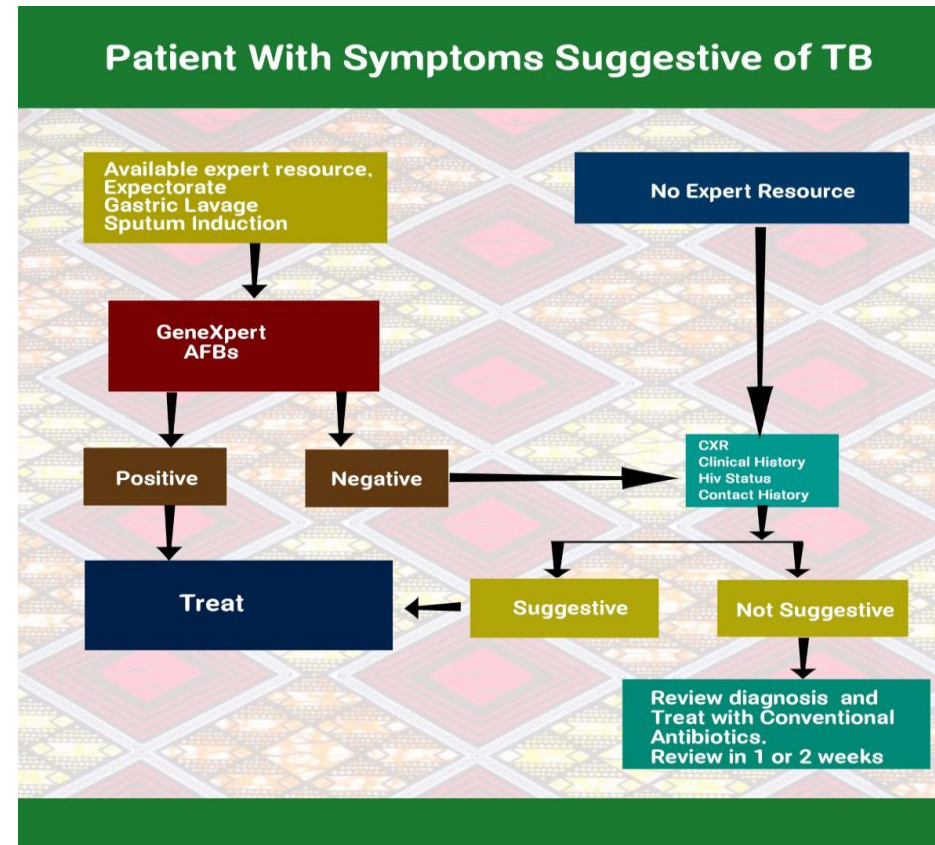 Patient With Symptoms Suggestive of TB
Available expert resource,
Expectorate
Gastric Lavage
Sputum Induction
No Expert Resource
GeneXpert
AFBs
Positive
Negative
CXR
Clinical History
Hiv Status
Contact History
Treat
Suggestive
Not Suggestive
Review diagnosis and
Treat with Conventional
Antibiotics.
Review in 1 or 2 weeks